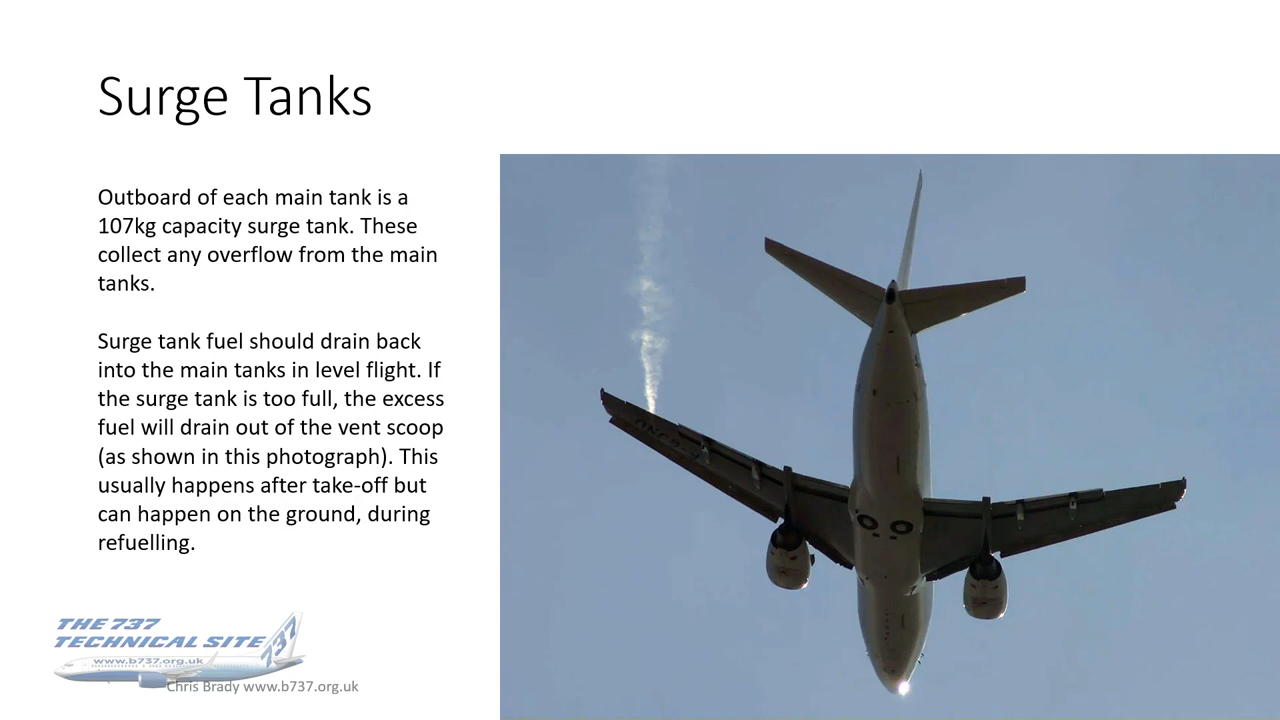 Surge Tanks
Outboard of each main tank is a
107kg capacity surge tank. These
collect any overflow from the main
tanks.
Surge tank fuel should drain back
into the main tanks in level flight. If
the surge tank is too full, the excess
fuel will drain out of the vent scoop
(as shown in this photograph). This
usually happens after take-off but
can happen on the ground, during
refuelling.
THE 737
TECHNICAL SITE
737
www.b737.org.uk
Chris Brady www.b737.org.uk